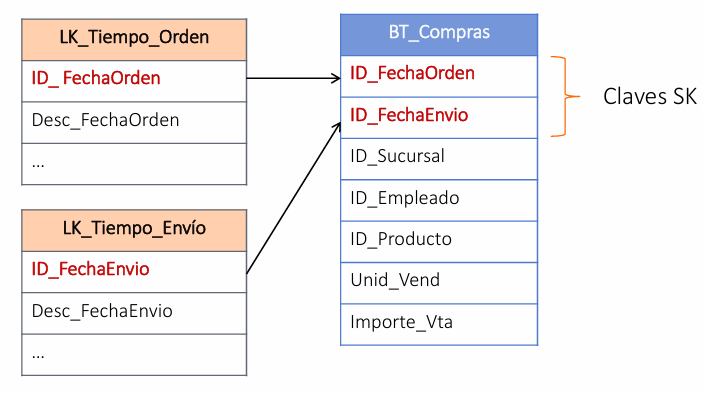 LK_Tiempo_Orden
ID_ FechaOrden
Desc_FechaOrden
...
LK_Tiempo_Envío
ID_FechaEnvio
Desc_FechaEnvio
...
BT_Compras
ID_FechaOrden
ID_FechaEnvio
ID_Sucursal
ID_Empleado
ID_Producto
Unid_Vend
Importe_Vta
Claves SK